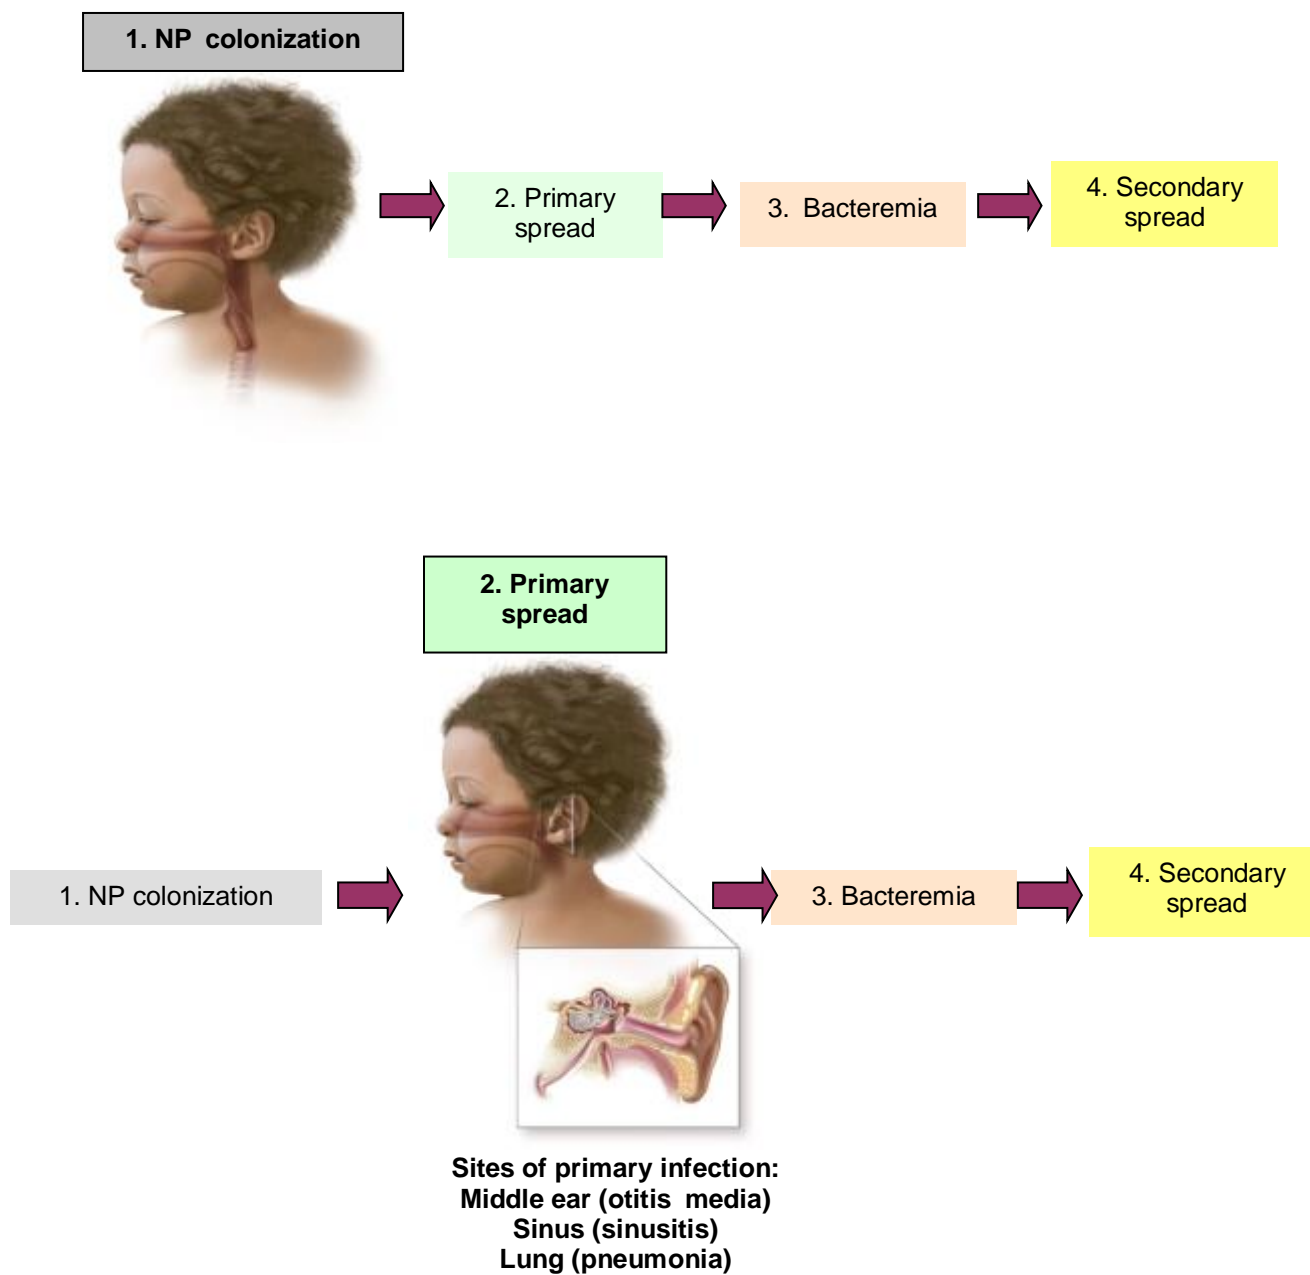 1. NP colonization
2. Primary
spread
3. Bacteremia
4. Secondary
spread
2. Primary
spread
1. NP colonization
3. Bacteremia
4. Secondary
spread
Sites of primary infection:
Middle ear (otitis media)
Sinus (sinusitis)
Lung (pneumonia)